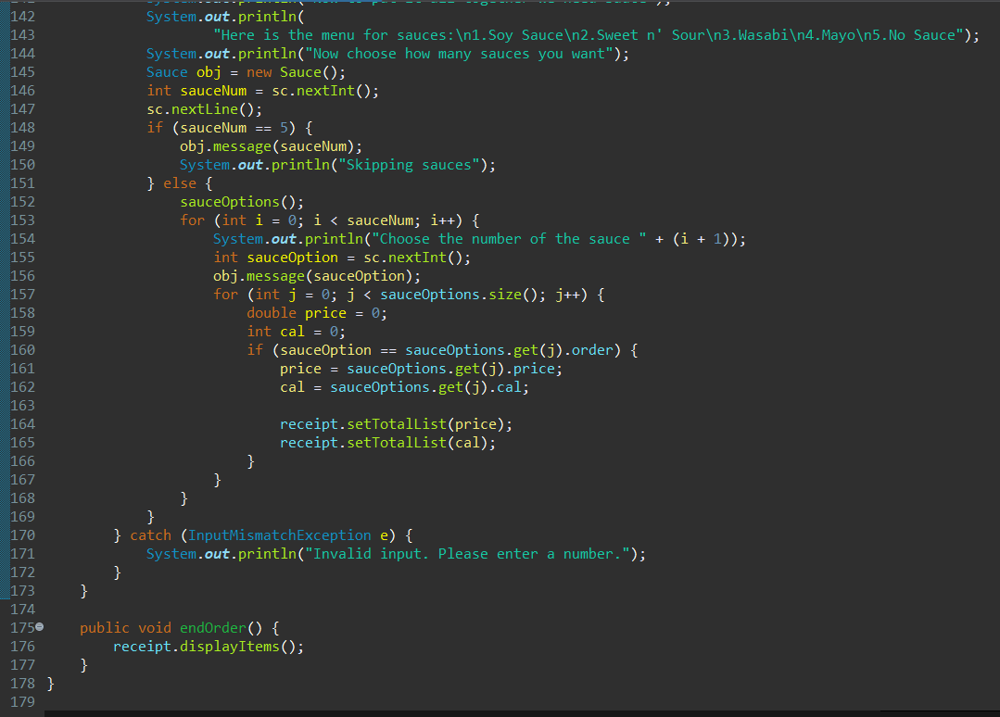 142 System.out.println(
143 "Here is the menu for sauces:\n1.Soy Sauce\n2.Sweet n' Sour\n3.Wasabi\n4.Mayo\n5.No Sauce");
144 System.out.println("Now choose how many sauces you want");
145 Sauce obj = new Sauce();
146 int sauceNum = sc.nextInt();
147 sc.nextLine();
148 if (sauceNum == 5) {
149 obj.message(sauceNum);
150 System.out.println("Skipping sauces");
151 } else {
152 sauceOptions();
153 for (int i = 0; i < sauceNum; i++) {
154 System.out.println("Choose the number of the sauce " + (i + 1));
155 int sauceOption = sc.nextInt();
156 obj.message(sauceOption);
157 for (int j = 0; j < sauceOptions.size(); j++) {
158 double price = 0;
159 int cal = 0;
160 if (sauceOption == sauceOptions.get(j).order) {
161 price = sauceOptions.get(j).price;
162 cal = sauceOptions.get(j).cal;
163
164 receipt.setTotalList(price);
165 receipt.setTotalList(cal);
166 }
167 }
168 }
169 }
170 } catch (InputMismatchException e) {
171 System.out.println("Invalid input. Please enter a number.");
172 }
173 }
174
175 public void endOrder() {
176 receipt.displayItems();
177 }
178 }
179